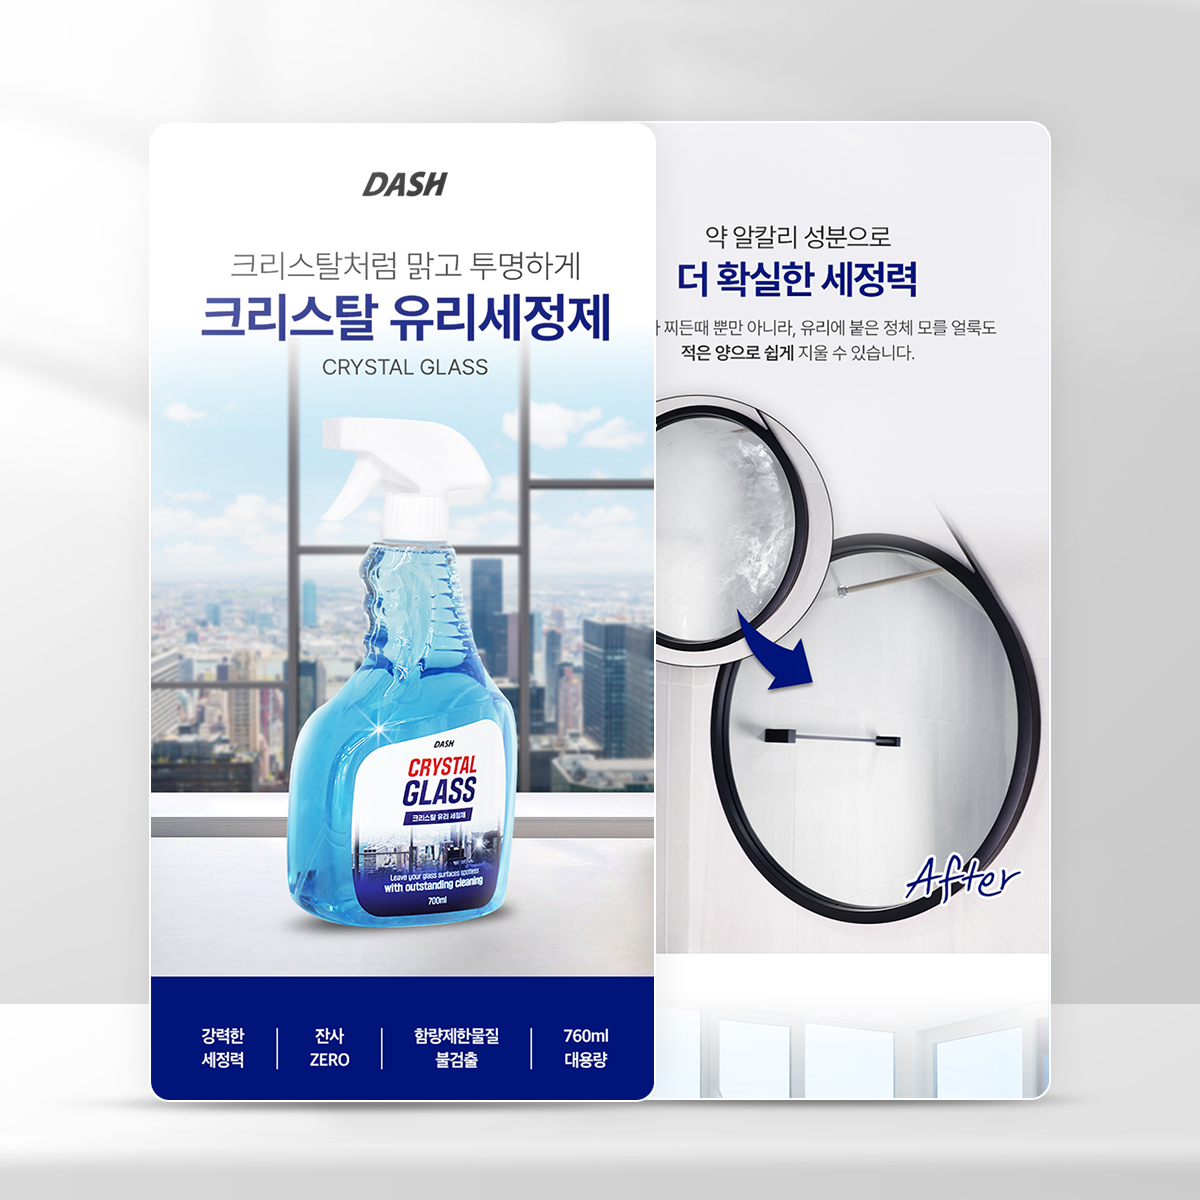 DASH
크리스탈처럼 맑고 투명하게
크리스탈 유리세정제
CRYSTAL GLASS
DASH
CRYSTAL
GLASS
크리스탈 유리 세정제
Leave your glass surfaces spotless
with outstanding cleaning
700ml
강력한
세정력
잔사
ZERO
함량제한물질
불검출
760ml
대용량
약 알칼리 성분으로
더 확실한 세정력
찌든때 뿐만 아니라, 유리에 붙은 정체 모를 얼룩도
적은 양으로 쉽게 지울 수 있습니다.
After